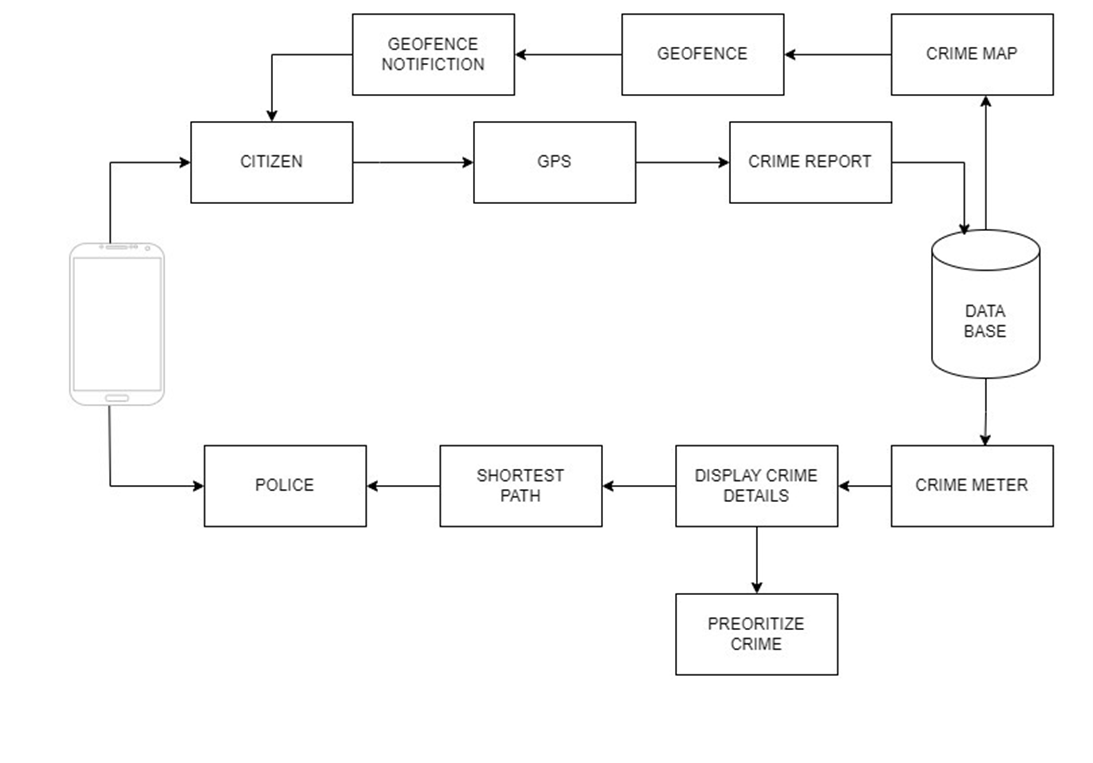 GEOFENCE
NOTIFICTION
GEOFENCE
CRIME MAP
CITIZEN
GPS
CRIME REPORT
DATA
BASE
POLICE
SHORTEST
PATH
DISPLAY CRIME
DETAILS
CRIME METER
PREORITIZE
CRIME